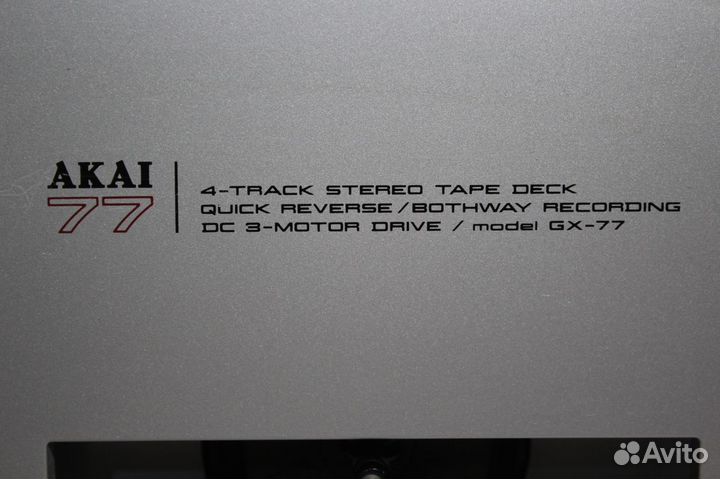 AKAI
77
4-TRACK STEREO TAPE DECK
QUICK REVERSE/BOTHWAY RECORDING
DC 3-MOTOR DRIVE / model GX-77
Avito